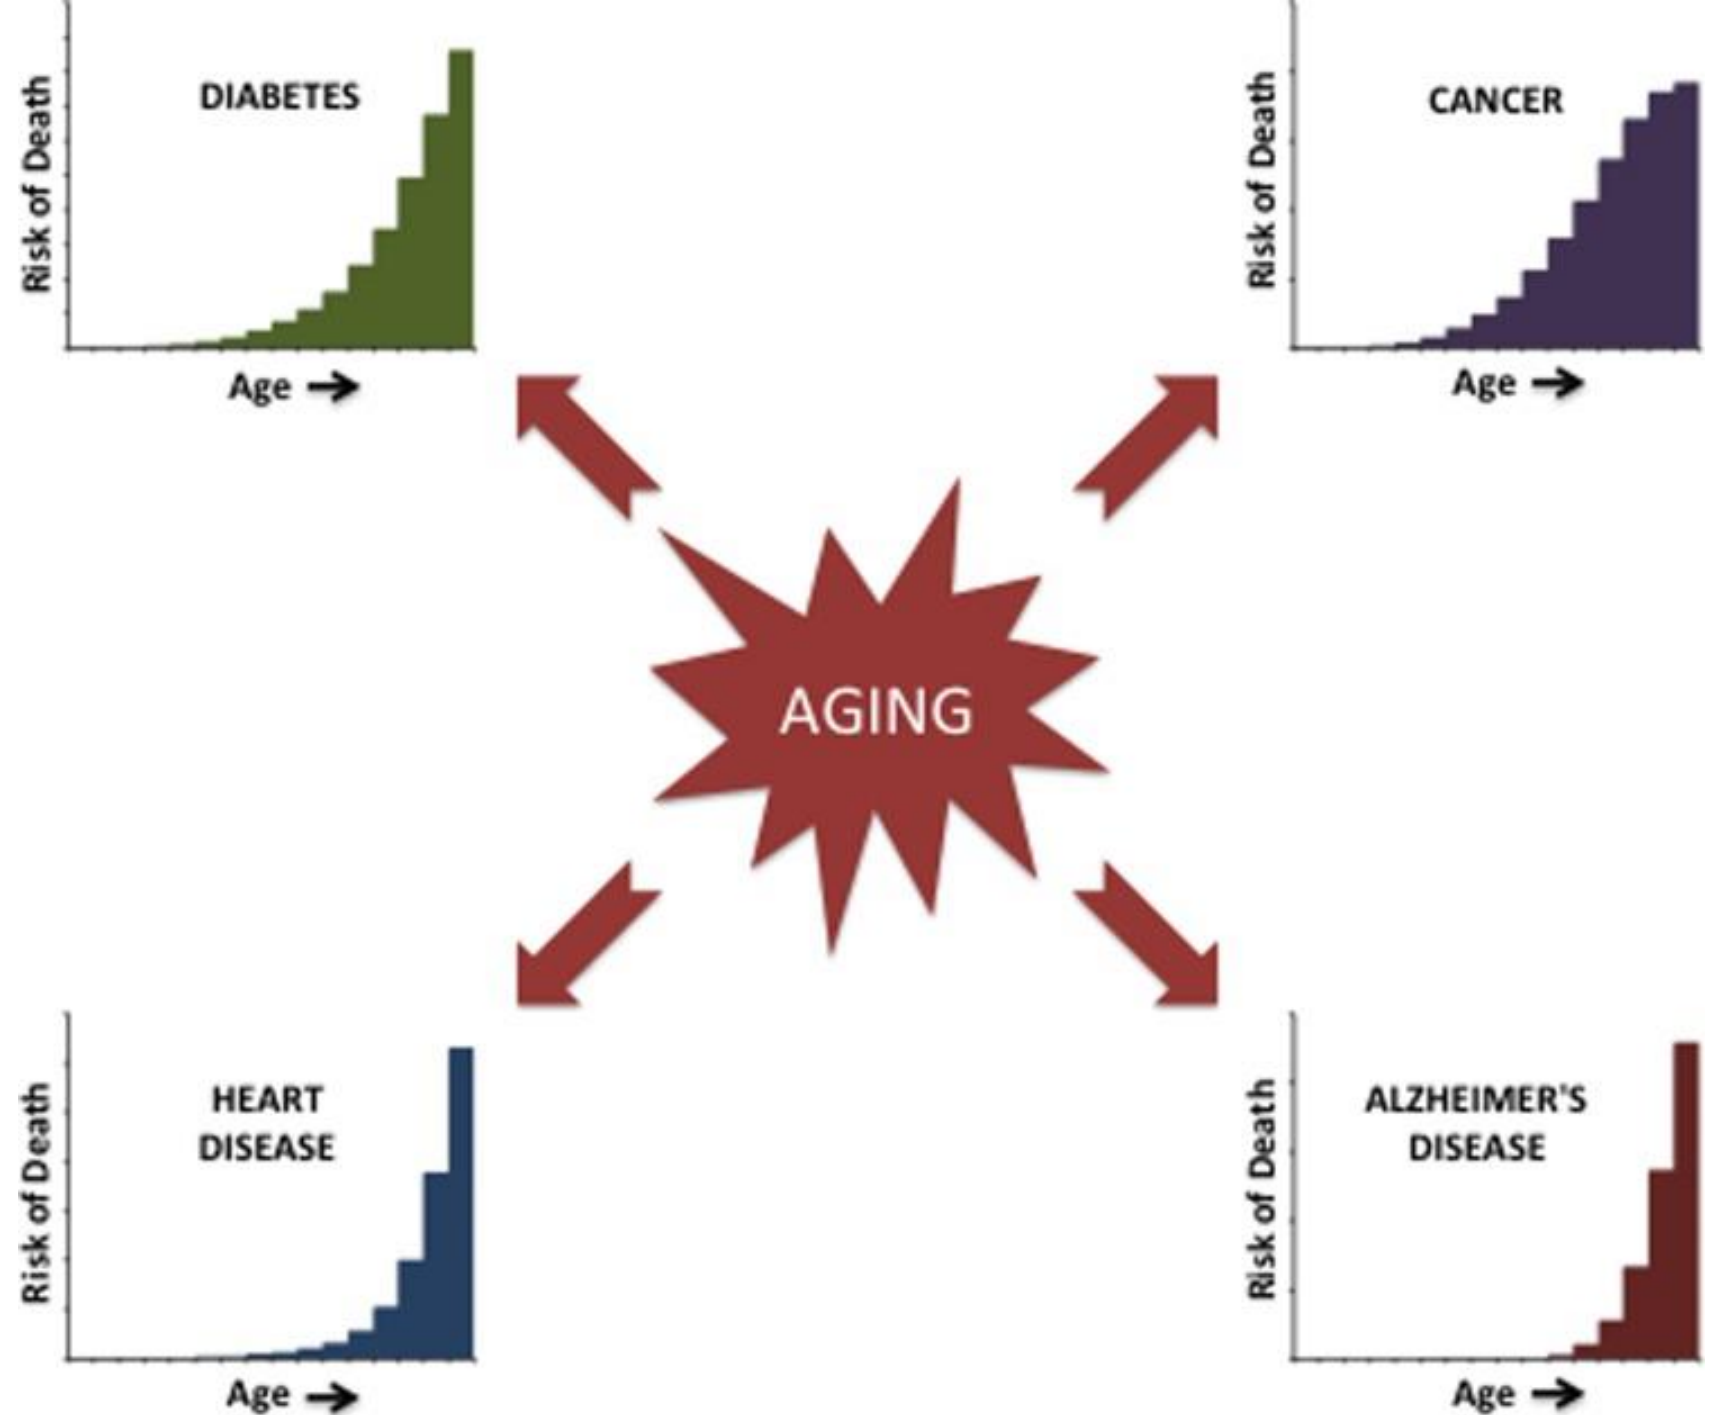 DIABETES
Risk of Death
Age →
CANCER
Risk of Death
Age →
AGING
HEART
DISEASE
Risk of Death
Age →
ALZHEIMER'S
DISEASE
Risk of Death
Age →